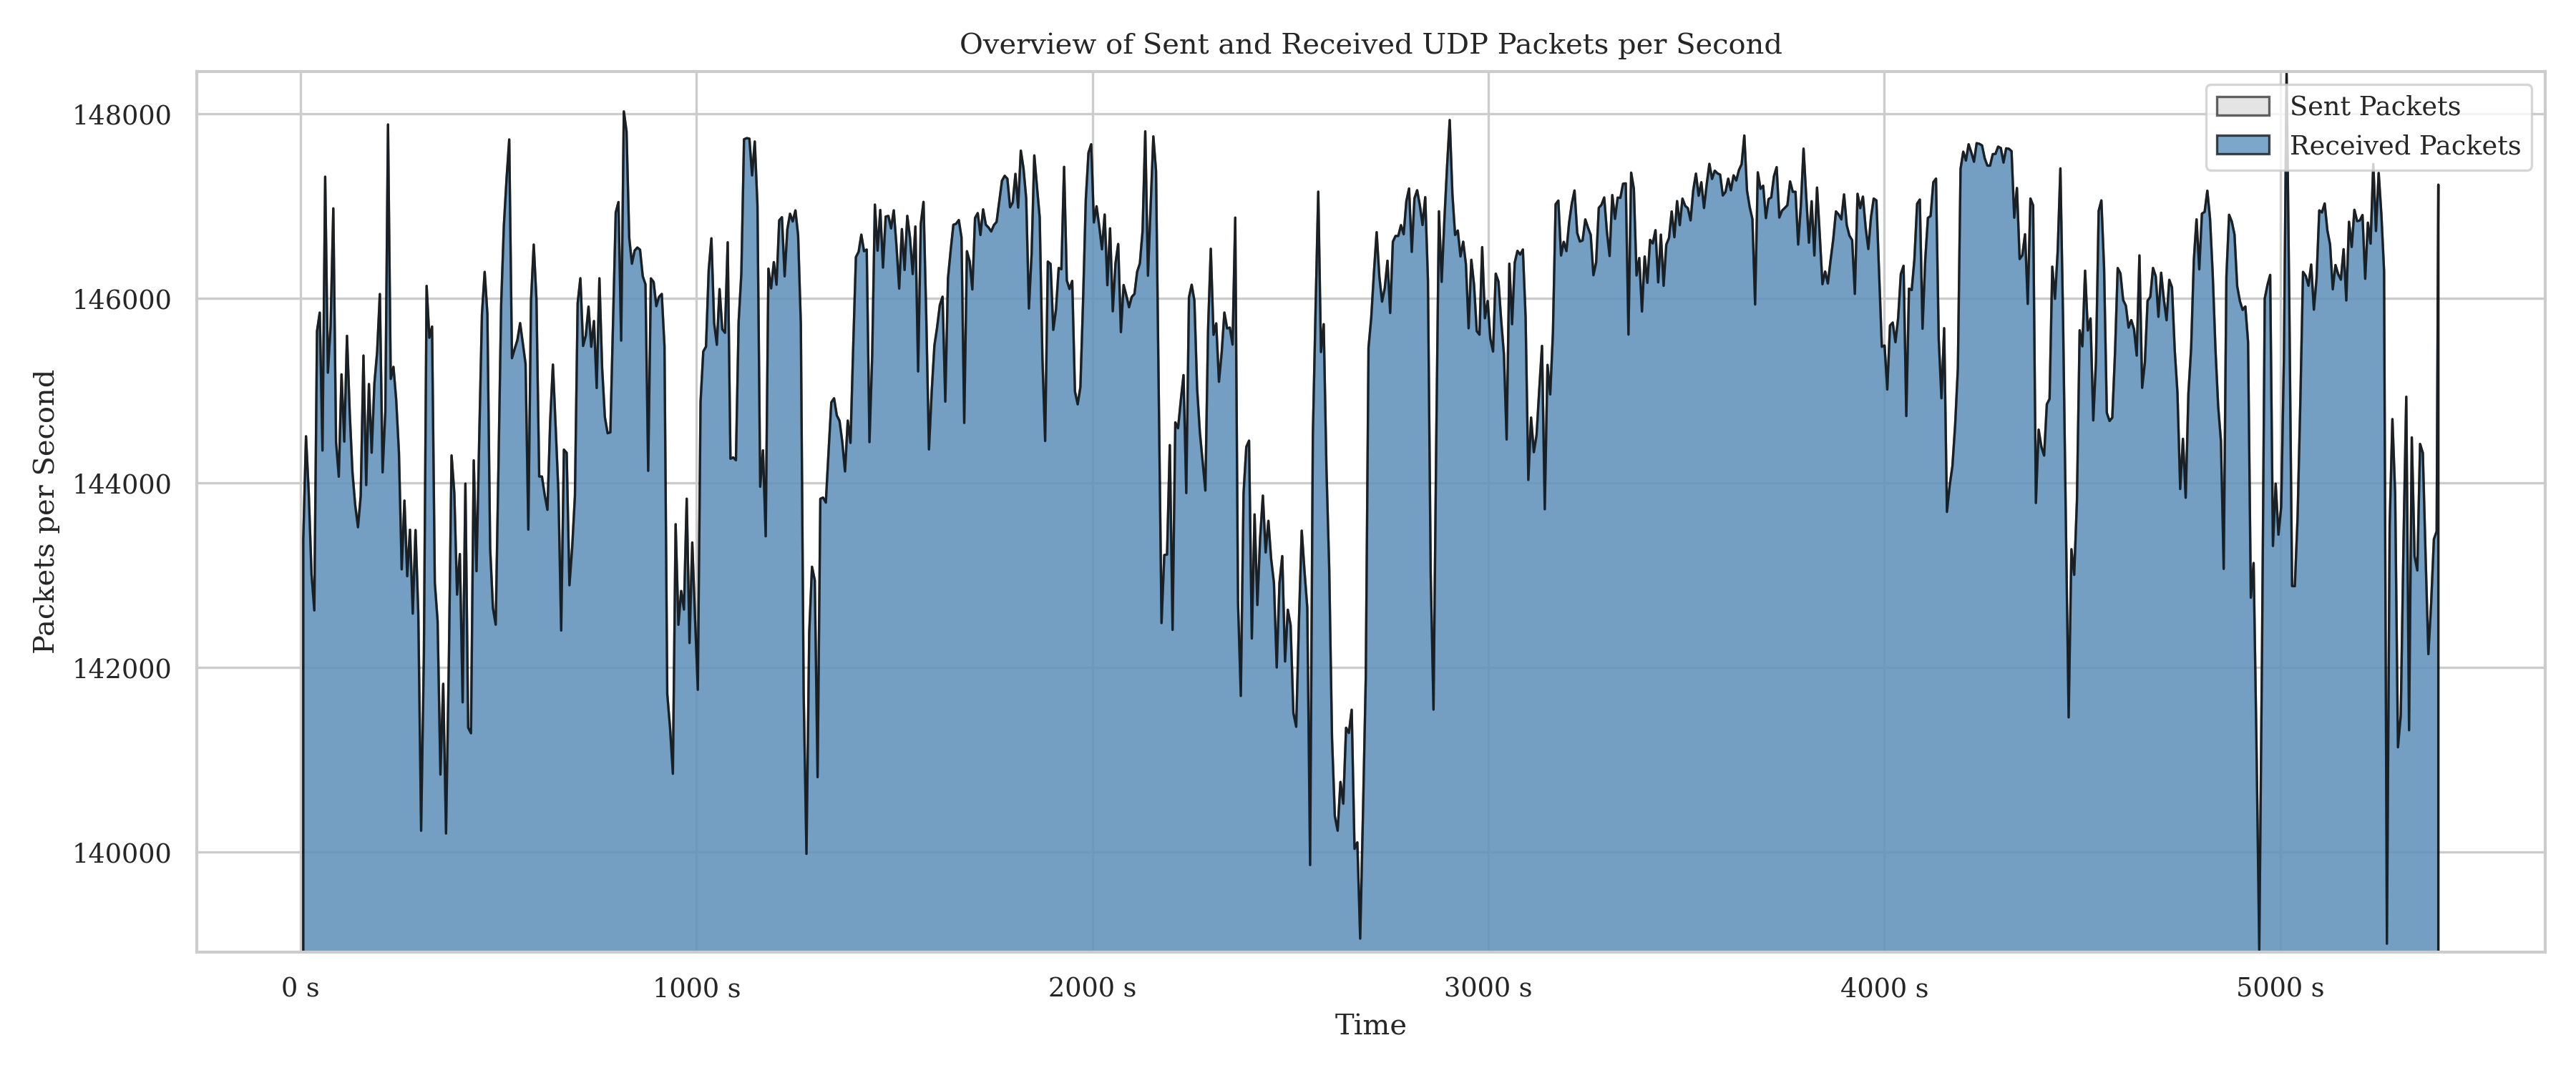 Overview of Sent and Received UDP Packets per Second
Sent Packets
Received Packets
148000
146000
144000
142000
140000
Packets per Second
0 s
1000 s
2000 s
3000 s
4000 s
5000 s
Time